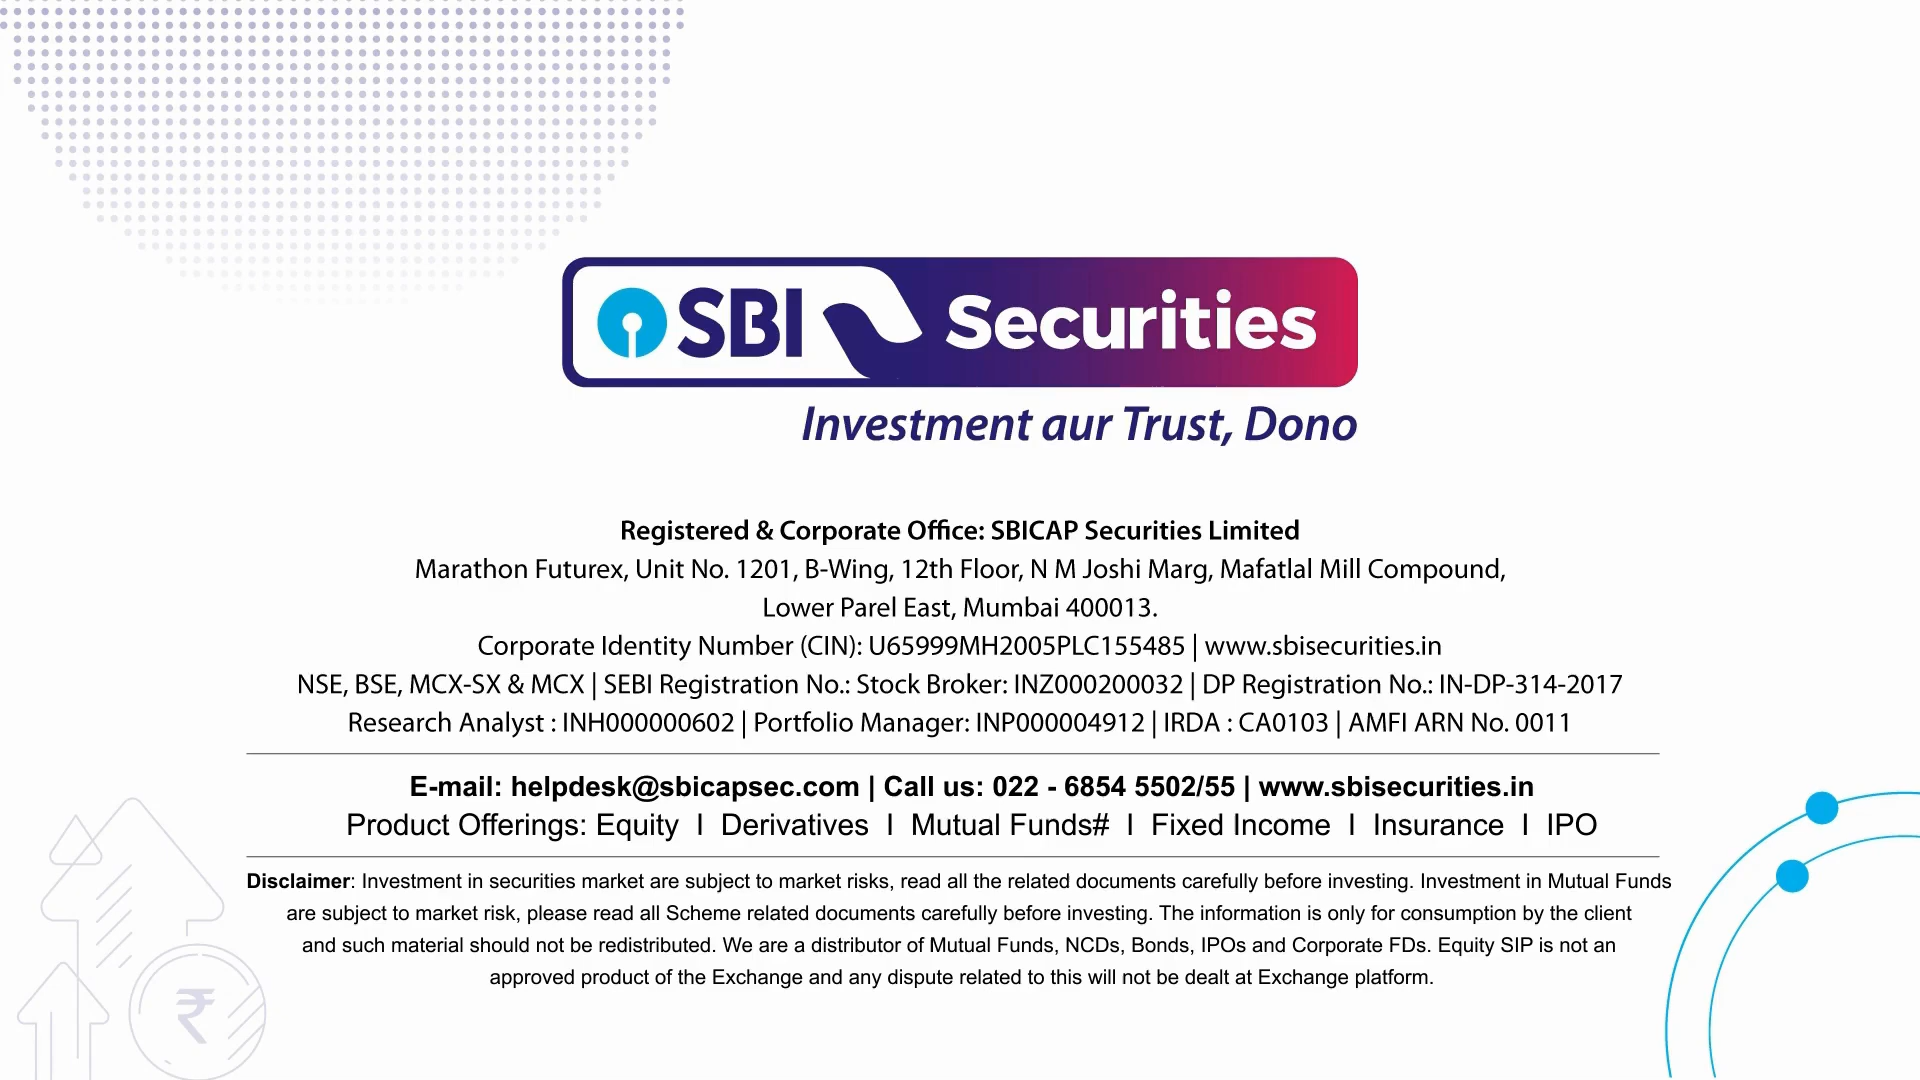 SBI Securities
Investment aur Trust, Dono
Registered & Corporate Office: SBICAP Securities Limited
Marathon Futurex, Unit No. 1201, B-Wing, 12th Floor, N M Joshi Marg, Mafatlal Mill Compound,
Lower Parel East, Mumbai 400013.
Corporate Identity Number (CIN): U65999MH2005PLC155485 | www.sbisecurities.in
NSE, BSE, MCX-SX & MCX | SEBI Registration No.: Stock Broker: INZ000200032 | DP Registration No.: IN-DP-314-2017
Research Analyst : INH000000602 | Portfolio Manager: INP000004912 | IRDA : CA0103 | AMFI ARN No. 0011
E-mail: helpdesk@sbicapsec.com | Call us: 022 - 6854 5502/55 | www.sbisecurities.in
Product Offerings: Equity I Derivatives I Mutual Funds# I Fixed Income I Insurance I IPO
Disclaimer: Investment in securities market are subject to market risks, read all the related documents carefully before investing. Investment in Mutual Funds
are subject to market risk, please read all Scheme related documents carefully before investing. The information is only for consumption by the client
and such material should not be redistributed. We are a distributor of Mutual Funds, NCDs, Bonds, IPOs and Corporate FDs. Equity SIP is not an
approved product of the Exchange and any dispute related to this will not be dealt at Exchange platform.
₹